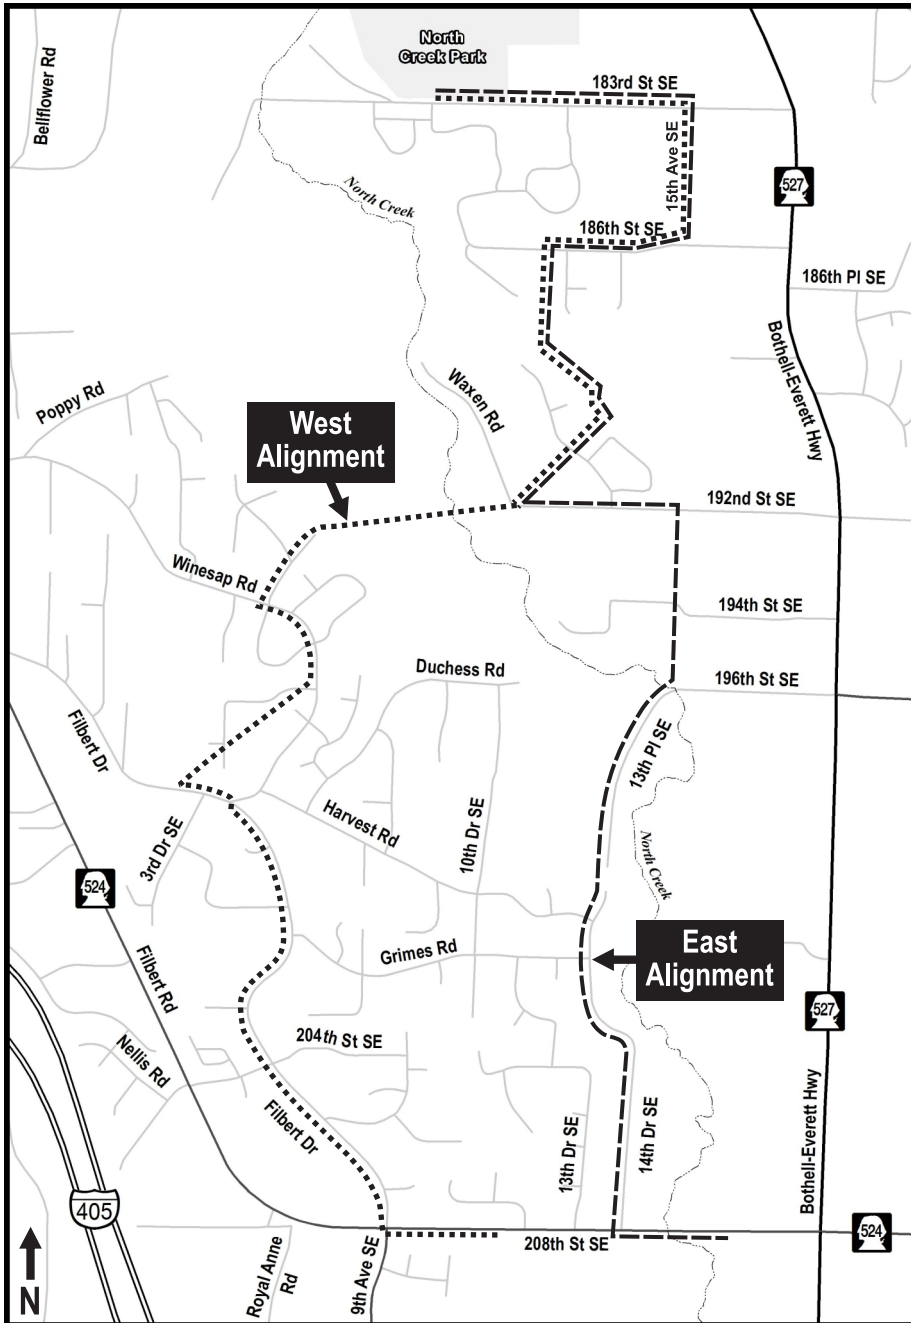 North
Creek Park
183rd St SE
Bellflower Rd
15th Ave SE
527
North Creek
186th St SE
186th Pl SE
Bothell-Everett Hwy
Poppy Rd
Waxen Rd
West
Alignment
192nd St SE
Winesap Rd
194th St SE
Duchess Rd
196th St SE
Filbert Dr
13th Pl SE
Harvest Rd
10th Dr SE
3rd Dr SE
North Creek
524
East
Alignment
Grimes Rd
Filbert Rd
527
204th St SE
Nellis Rd
Filbert Dr
Bothell-Everett Hwy
13th Dr SE
14th Dr SE
405
524
208th St SE
Royal Anne
Rd
9th Ave SE
N